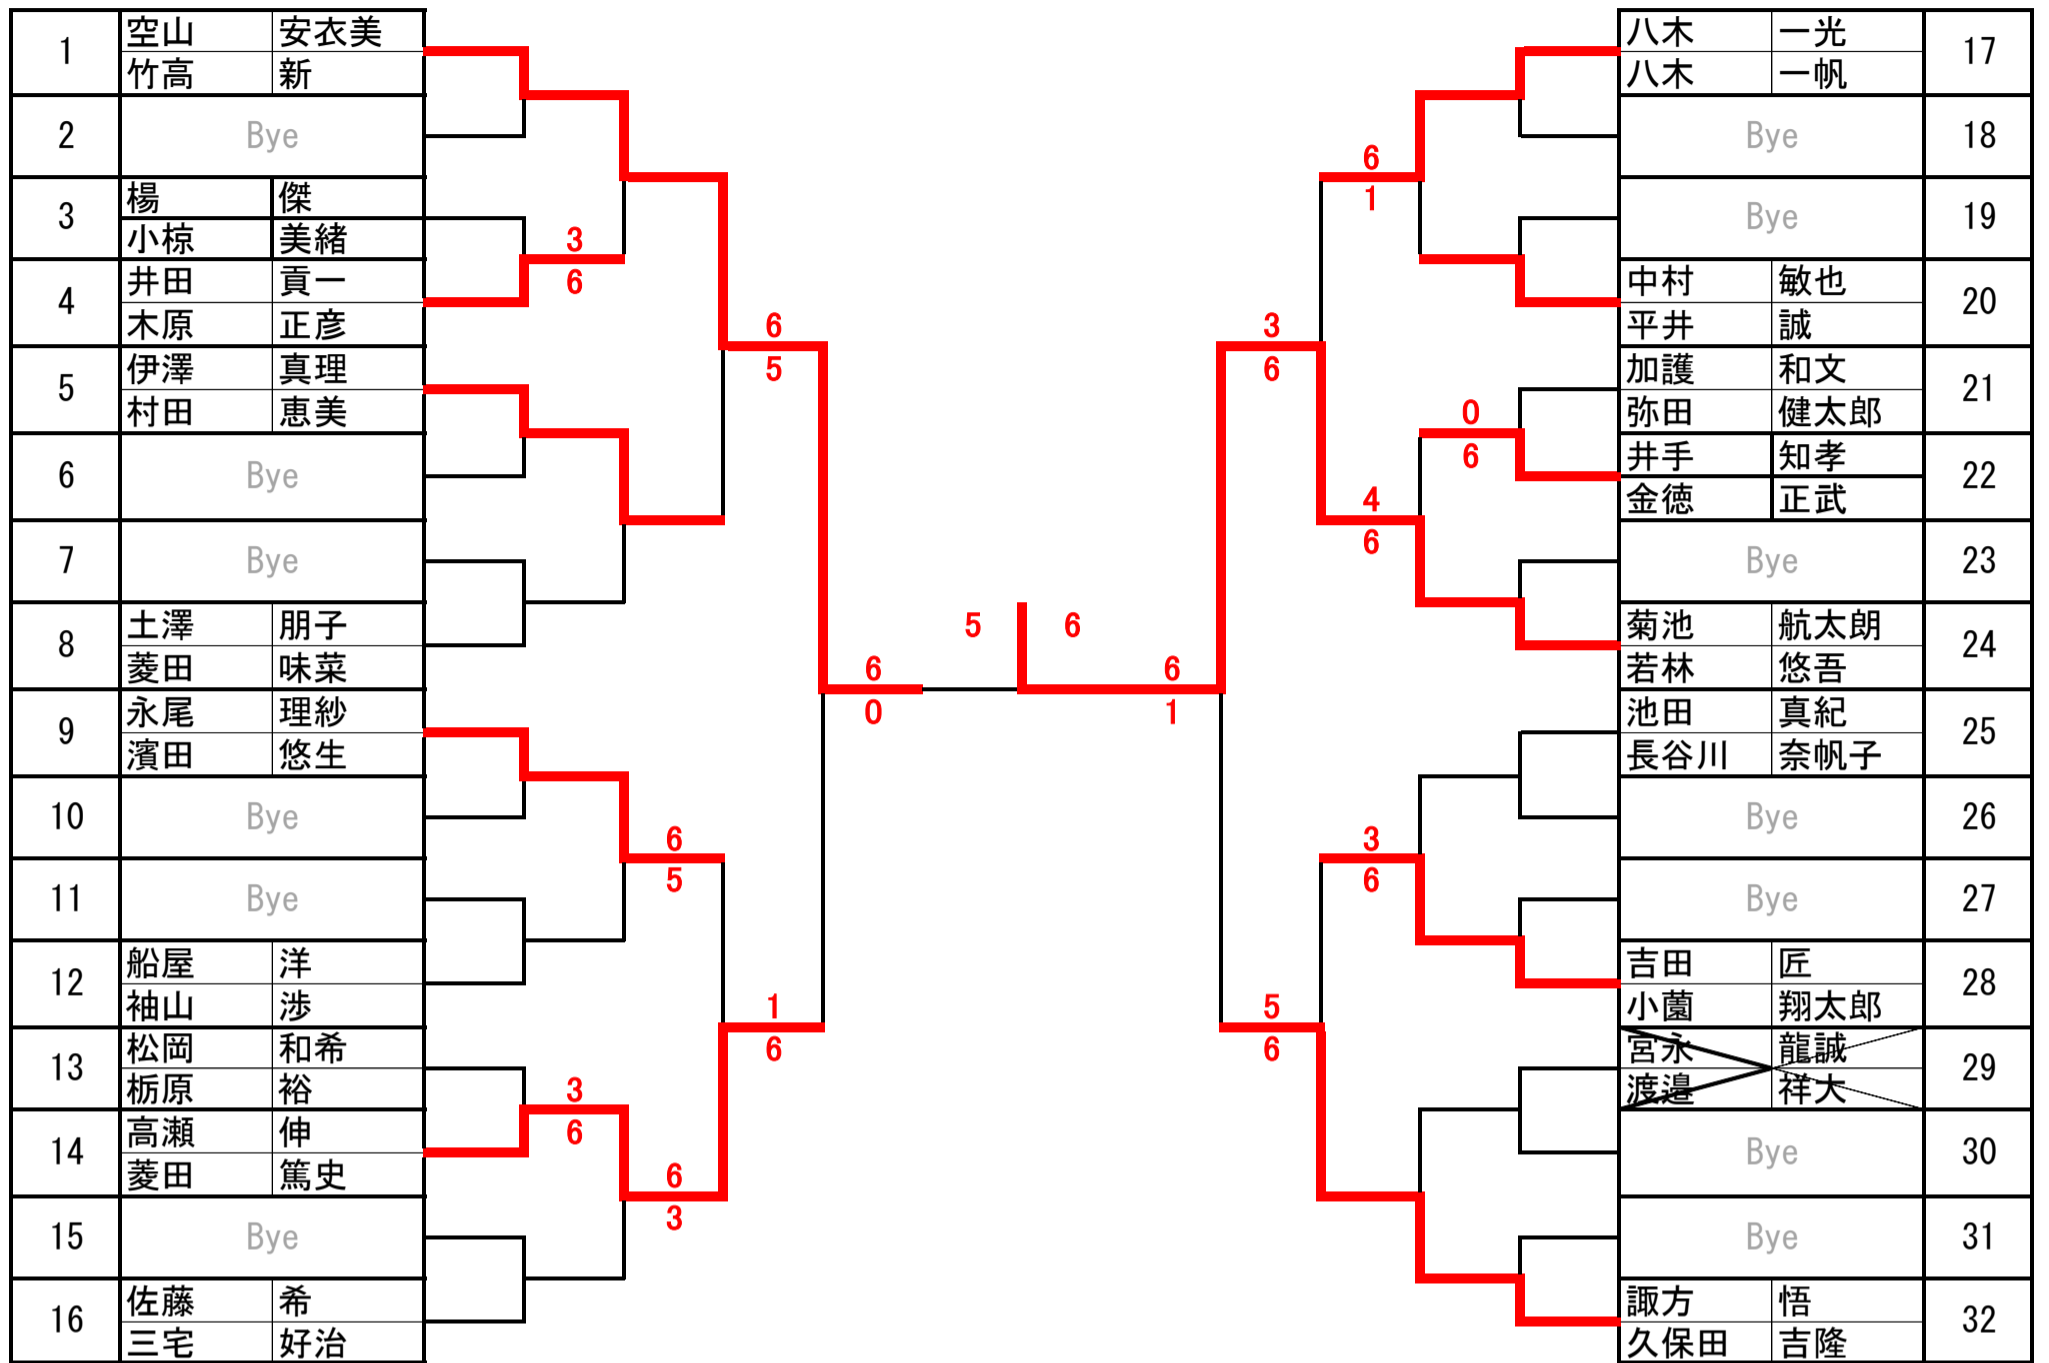 1 空山 安衣美
竹高 新
2 Bye
3 楊 傑
小椋 美緒
4 井田 貢一
木原 正彦
5 伊澤 真理
村田 恵美
6 Bye
7 Bye
8 土澤 朋子
菱田 味菜
9 永尾 理紗
濱田 悠生
10 Bye
11 Bye
12 船屋 洋
袖山 渉
13 松岡 和希
栃原 裕
14 高瀬 伸
菱田 篤史
15 Bye
16 佐藤 希
三宅 好治
3
6
6
5
6
5
1
6
3
6
6
3
6
0
5 6
6
1
6
1
3
6
0
6
4
6
3
6
5
6
八木 一光 17
八木 一帆
Bye 18
Bye 19
中村 敏也 20
平井 誠
加護 和文 21
弥田 健太郎
井手 知孝 22
金徳 正武
Bye 23
菊池 航太朗 24
若林 悠吾
池田 真紀 25
長谷川 奈帆子
Bye 26
Bye 27
吉田 匠 28
小薗 翔太郎
宮永 龍誠 29
渡邉 祥大
Bye 30
Bye 31
諏方 悟 32
久保田 吉隆